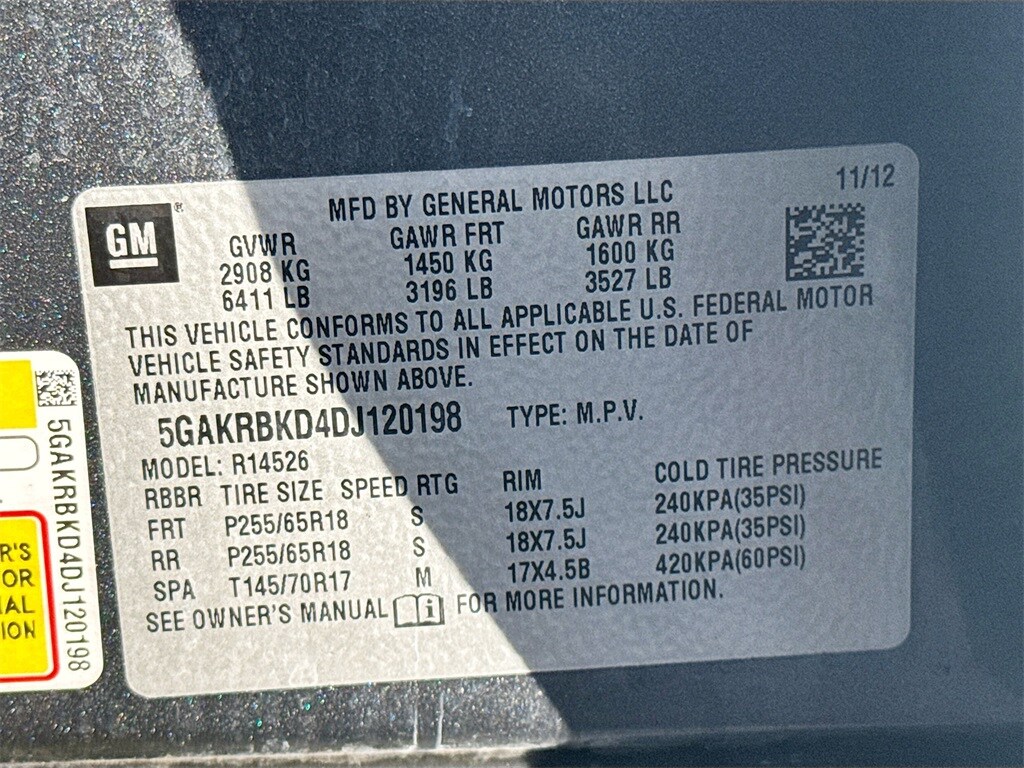 11/12
MFD BY GENERAL MOTORS LLC
GM ®
GVWR GAWR FRT GAWR RR
2908 KG 1450 KG 1600 KG
6411 LB 3196 LB 3527 LB
THIS VEHICLE CONFORMS TO ALL APPLICABLE U.S. FEDERAL MOTOR
VEHICLE SAFETY STANDARDS IN EFFECT ON THE DATE OF
MANUFACTURE SHOWN ABOVE.
5GAKRBKD4DJ120198 TYPE: M.P.V.
MODEL: R14526
RBBR TIRE SIZE SPEED RTG RIM COLD TIRE PRESSURE
FRT P255/65R18 S 18X7.5J 240KPA(35PSI)
RR P255/65R18 S 18X7.5J 240KPA(35PSI)
SPA T145/70R17 M 17X4.5B 420KPA(60PSI)
SEE OWNER'S MANUAL i FOR MORE INFORMATION.
5GAKRBKD4DJ120198
R'S
OR
IAL
ION